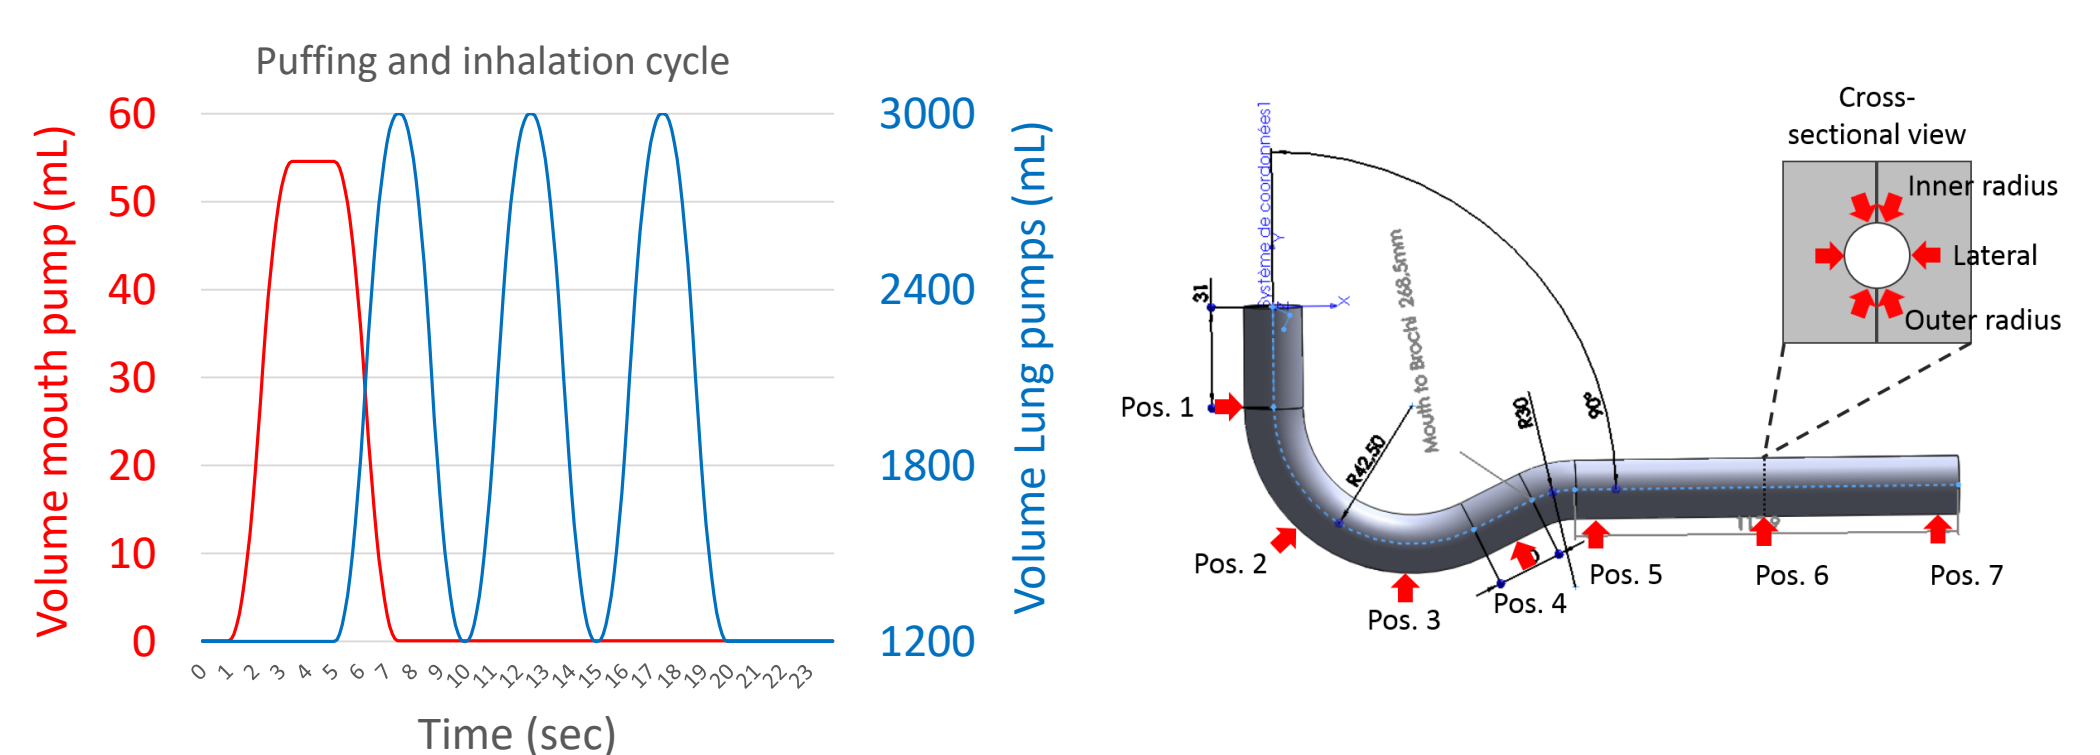 Puffing and inhalation cycle
Volume mouth pump (mL)
60
50
40
30
20
10
0
3000
2400
1800
1200
Volume Lung pumps (mL)
0 1 2 3 4 5 6 7 8 9 10 11 12 13 14 15 16 17 18 19 20 21 22 23
Time (sec)
Système de coordonnées1
Y
X
31
Mouth to Brochi 268,5mm
R42,50
R30
90°
Pos. 1
Pos. 2
Pos. 3
Pos. 4
Pos. 5
Pos. 6
Pos. 7
Cross-
sectional view
Inner radius
Lateral
Outer radius